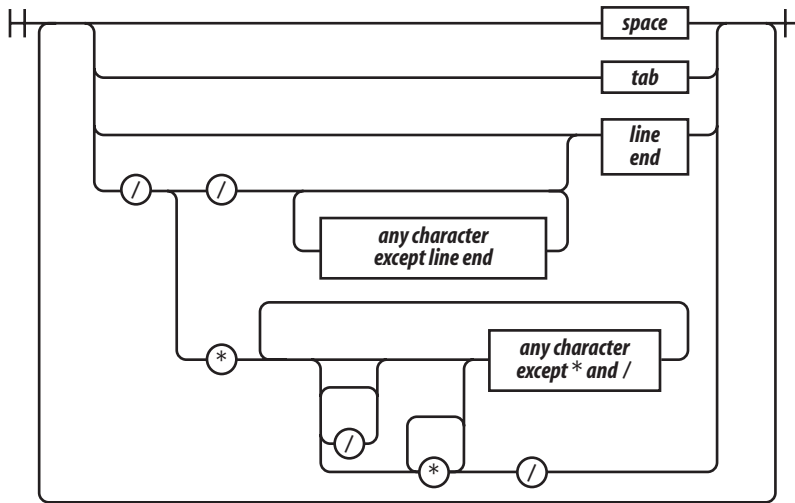 space
tab
line
end
/ /
any character
except line end
*
any character
except * and /
/
* /